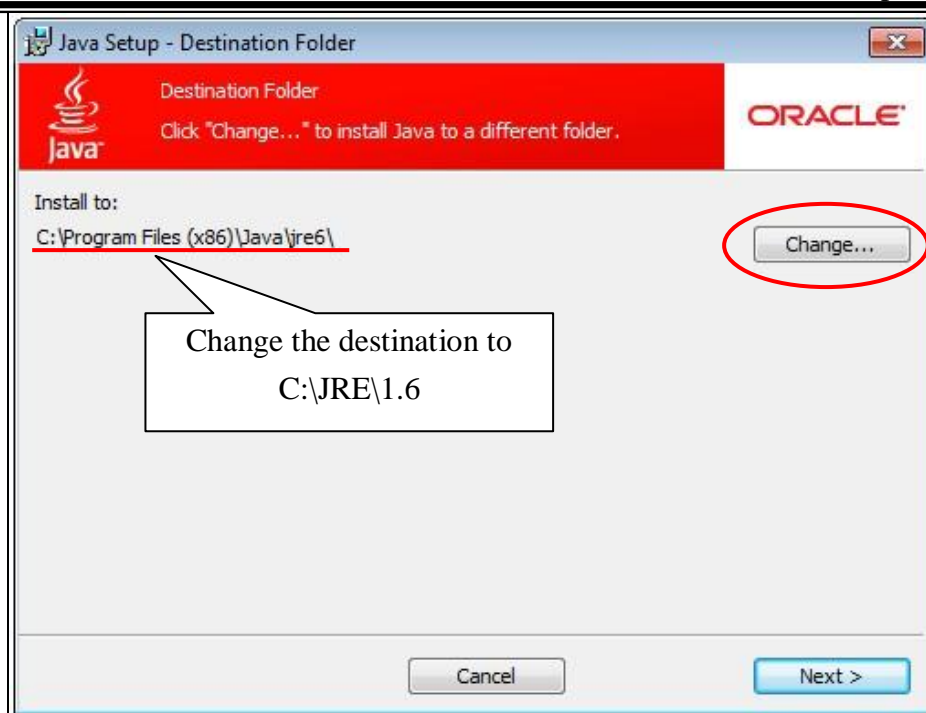 Java Setup - Destination Folder
Java
Destination Folder
Click "Change..." to install Java to a different folder.
ORACLE
Install to:
C:\Program Files (x86)\Java\jre6\
Change...
Change the destination to
C:\JRE\1.6
Cancel
Next >